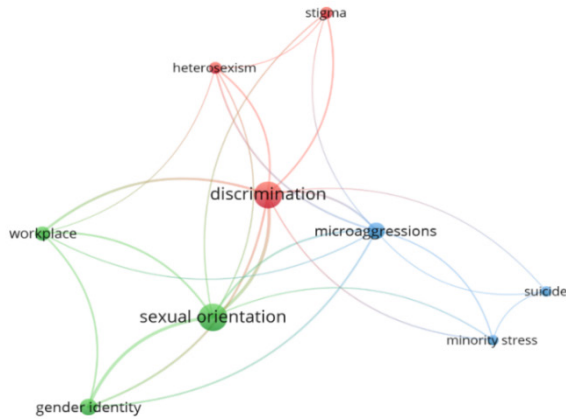 stigma
heterosexism
discrimination
workplace
microaggressions
suicide
sexual orientation
minority stress
gender identity